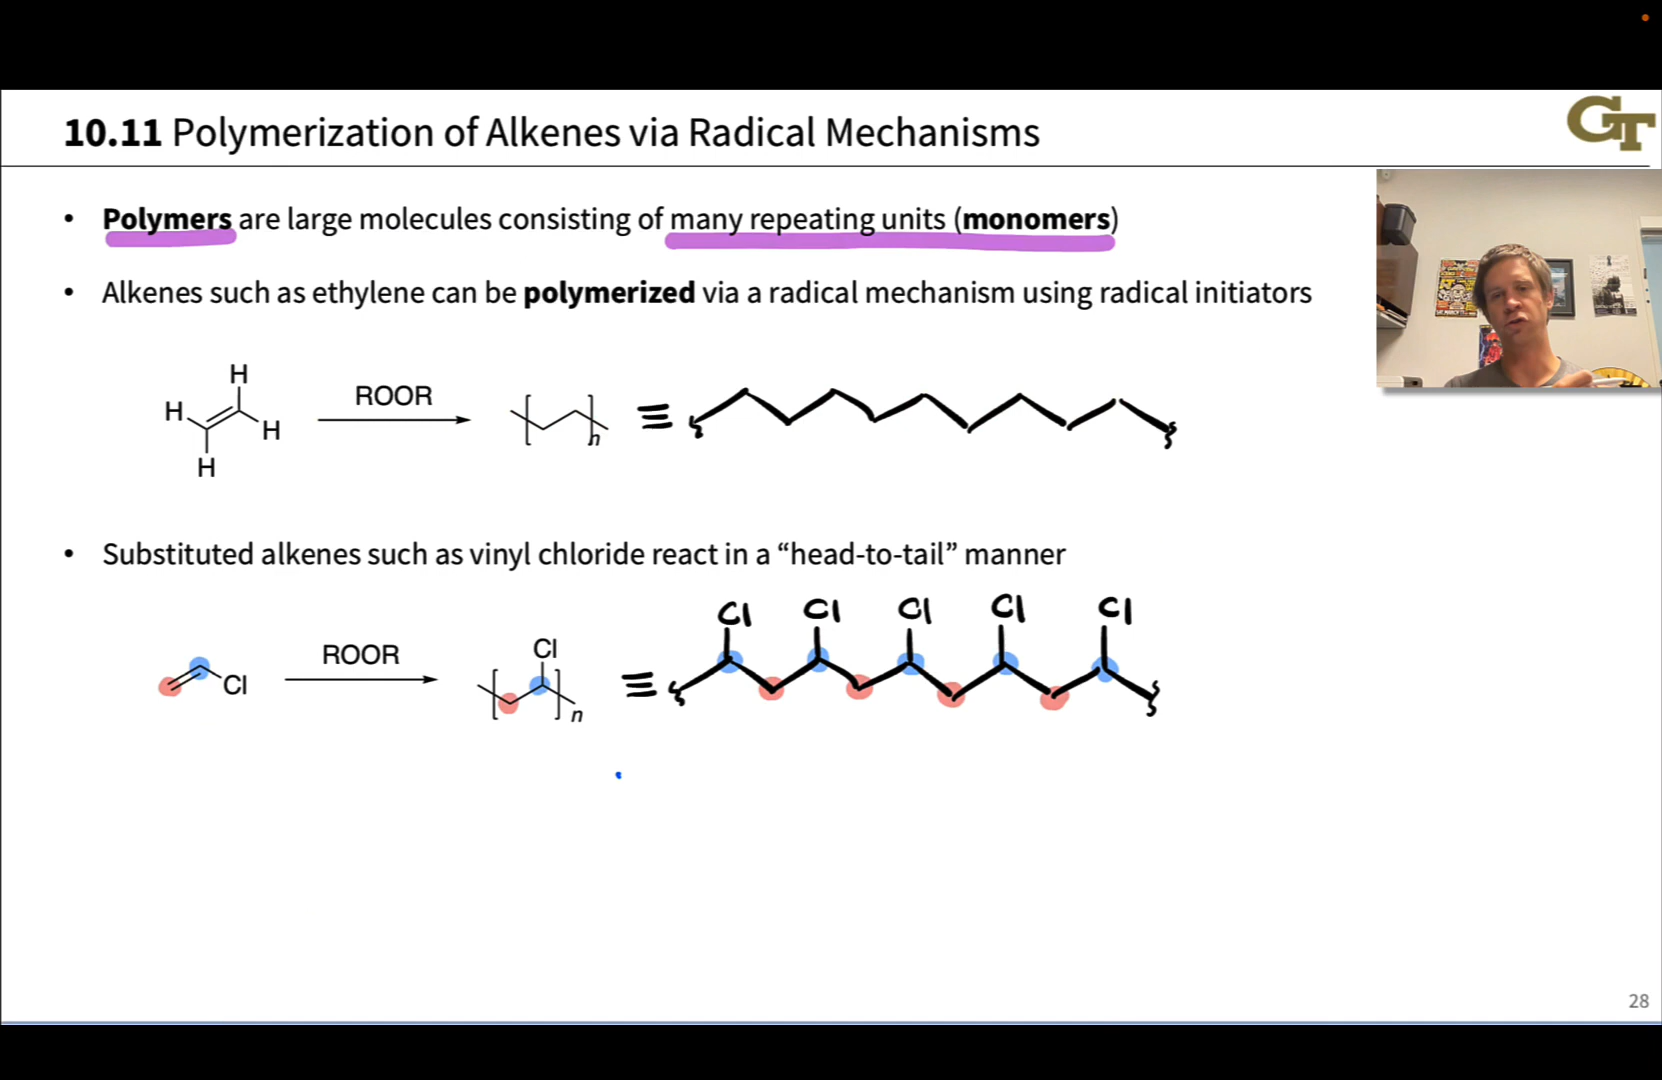 10.11 Polymerization of Alkenes via Radical Mechanisms
GT
• Polymers are large molecules consisting of many repeating units (monomers)
• Alkenes such as ethylene can be polymerized via a radical mechanism using radical initiators
H
H
H
H
ROOR
n
≡
• Substituted alkenes such as vinyl chloride react in a “head-to-tail” manner
Cl
ROOR
Cl
n
≡
Cl Cl Cl Cl Cl
28